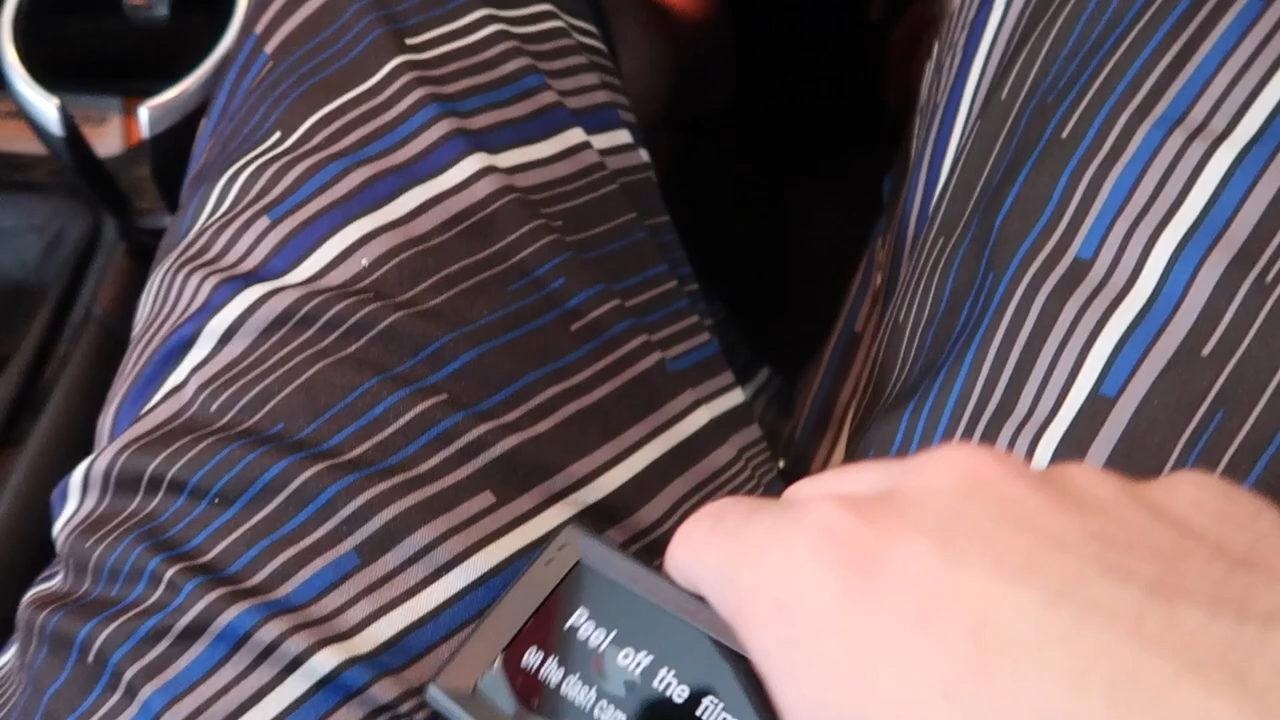 Peel off the film
on the dash cam